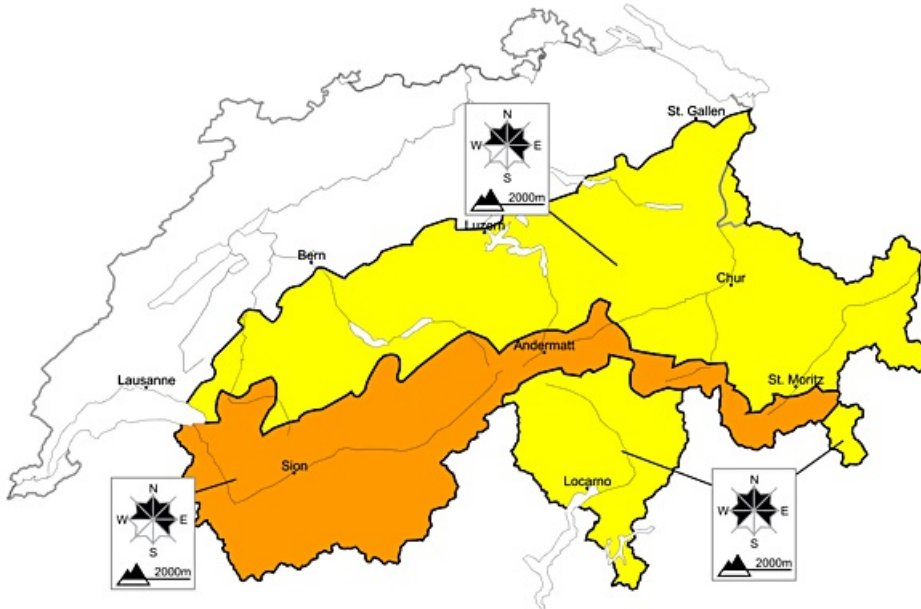 St. Gallen
N
W E
S
2000m
Luzern
Bern
Chur
Andermatt
Lausanne
St. Moritz
Sion
Locarno
N
W E
S
2000m
N
W E
S
2000m